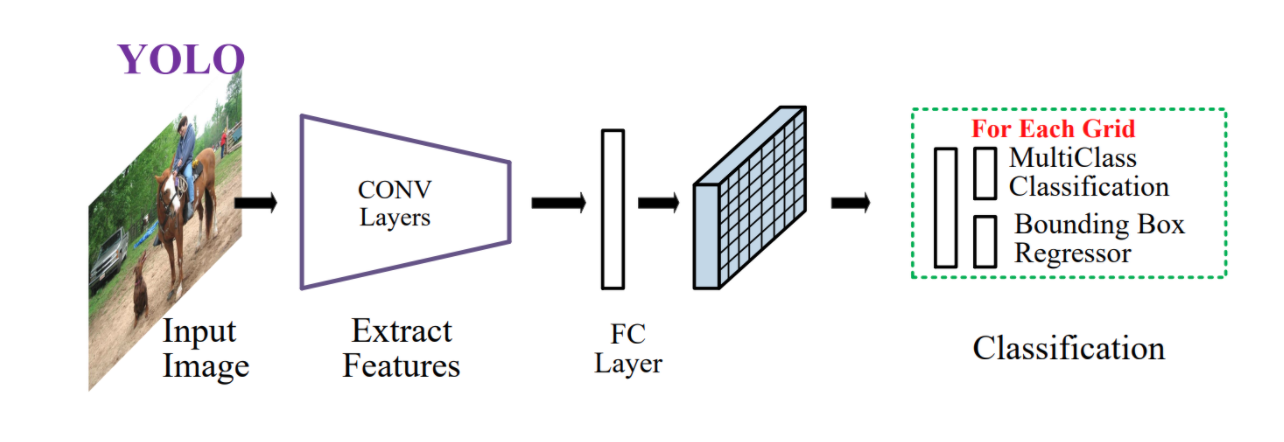 YOLO
Input
Image
CONV
Layers
Extract
Features
FC
Layer
For Each Grid
MultiClass
Classification
Bounding Box
Regressor
Classification